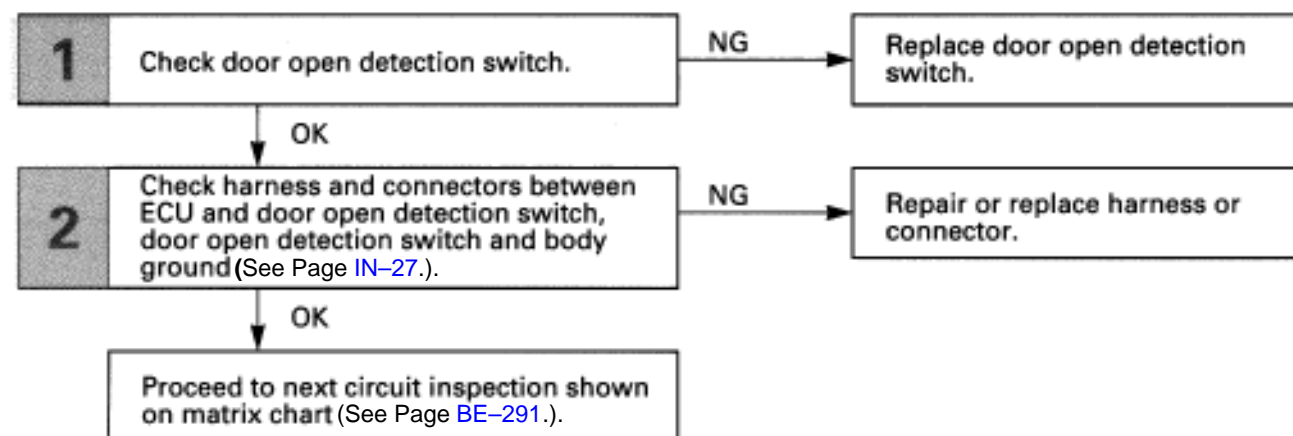 1
Check door open detection switch.
NG
Replace door open detection
switch.
OK
2
Check harness and connectors between
ECU and door open detection switch,
door open detection switch and body
ground (See Page IN–27.).
NG
Repair or replace harness or
connector.
OK
Proceed to next circuit inspection shown
on matrix chart (See Page BE–291.).